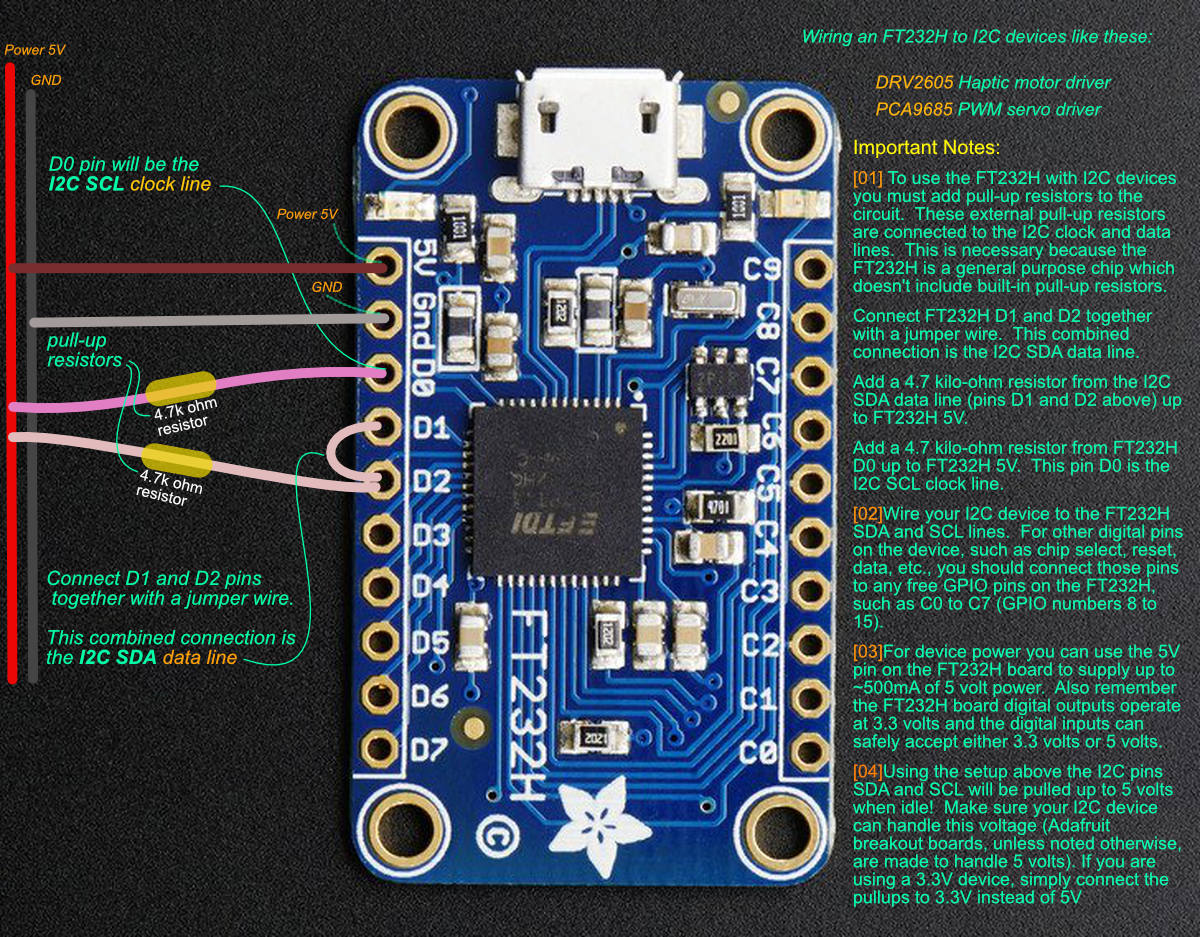 Power 5V
GND
D0 pin will be the
I2C SCL clock line
Power 5V
GND
pull-up
resistors
4.7k ohm
resistor
4.7k ohm
resistor
Connect D1 and D2 pins
together with a jumper wire.
This combined connection is
the I2C SDA data line
5V
Gnd
D0
D1
D2
D3
D4
D5
D6
D7
1001
1001
1202
2201
4701
FTDI
1202
2021
FT232H
©
C9
C8
C7
C6
C5
C4
C3
C2
C1
C0
Wiring an FT232H to I2C devices like these:
DRV2605 Haptic motor driver
PCA9685 PWM servo driver
Important Notes:
[01] To use the FT232H with I2C devices
you must add pull-up resistors to the
circuit. These external pull-up resistors
are connected to the I2C clock and data
lines. This is necessary because the
FT232H is a general purpose chip which
doesn't include built-in pull-up resistors.
Connect FT232H D1 and D2 together
with a jumper wire. This combined
connection is the I2C SDA data line.
Add a 4.7 kilo-ohm resistor from the I2C
SDA data line (pins D1 and D2 above) up
to FT232H 5V.
Add a 4.7 kilo-ohm resistor from FT232H
D0 up to FT232H 5V. This pin D0 is the
I2C SCL clock line.
[02]Wire your I2C device to the FT232H
SDA and SCL lines. For other digital pins
on the device, such as chip select, reset,
data, etc., you should connect those pins
to any free GPIO pins on the FT232H,
such as C0 to C7 (GPIO numbers 8 to
15).
[03]For device power you can use the 5V
pin on the FT232H board to supply up to
~500mA of 5 volt power. Also remember
the FT232H board digital outputs operate
at 3.3 volts and the digital inputs can
safely accept either 3.3 volts or 5 volts.
[04]Using the setup above the I2C pins
SDA and SCL will be pulled up to 5 volts
when idle! Make sure your I2C device
can handle this voltage (Adafruit
breakout boards, unless noted otherwise,
are made to handle 5 volts). If you are
using a 3.3V device, simply connect the
pullups to 3.3V instead of 5V